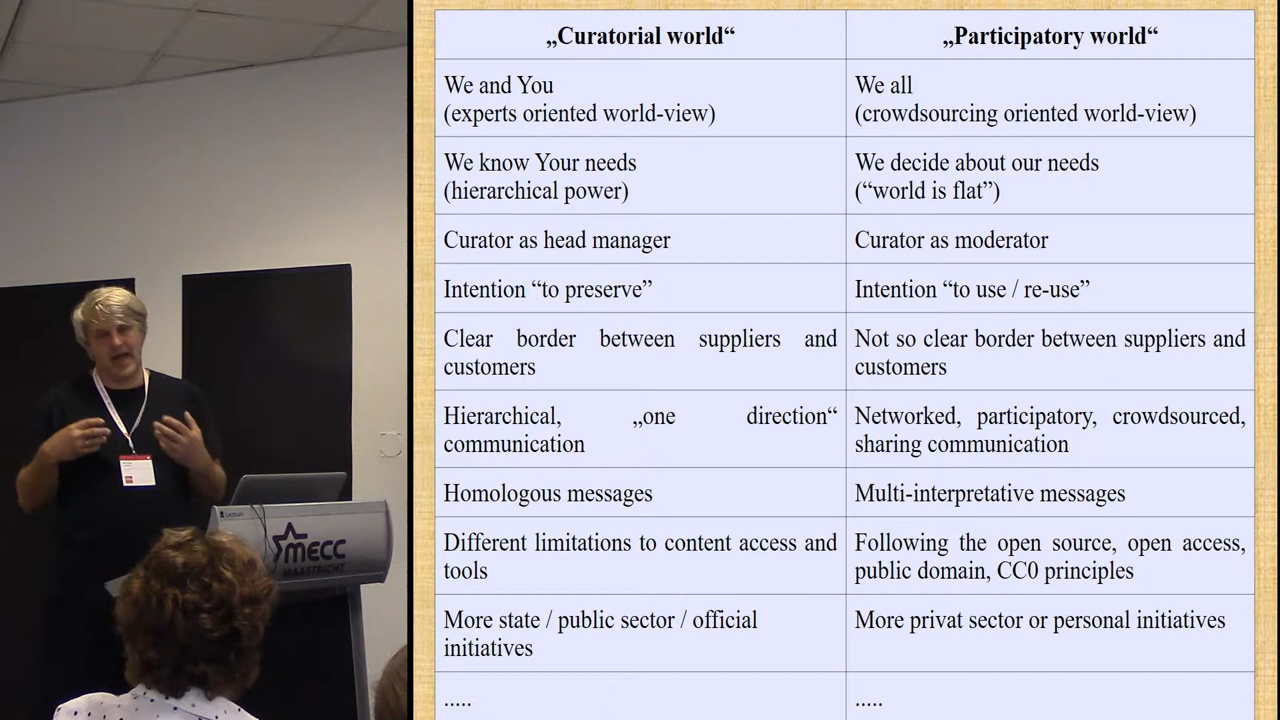 „Curatorial world“
„Participatory world“
We and You
(experts oriented world-view)
We all
(crowdsourcing oriented world-view)
We know Your needs
(hierarchical power)
We decide about our needs
(“world is flat”)
Curator as head manager
Curator as moderator
Intention “to preserve”
Intention “to use / re-use”
Clear border between suppliers and
customers
Not so clear border between suppliers and
customers
Hierarchical, „one direction“
communication
Networked, participatory, crowdsourced,
sharing communication
Homologous messages
Multi-interpretative messages
Different limitations to content access and
tools
Following the open source, open access,
public domain, CC0 principles
More state / public sector / official
initiatives
More privat sector or personal initiatives
.....
.....
Lectrum
mecc
MAASTRICHT